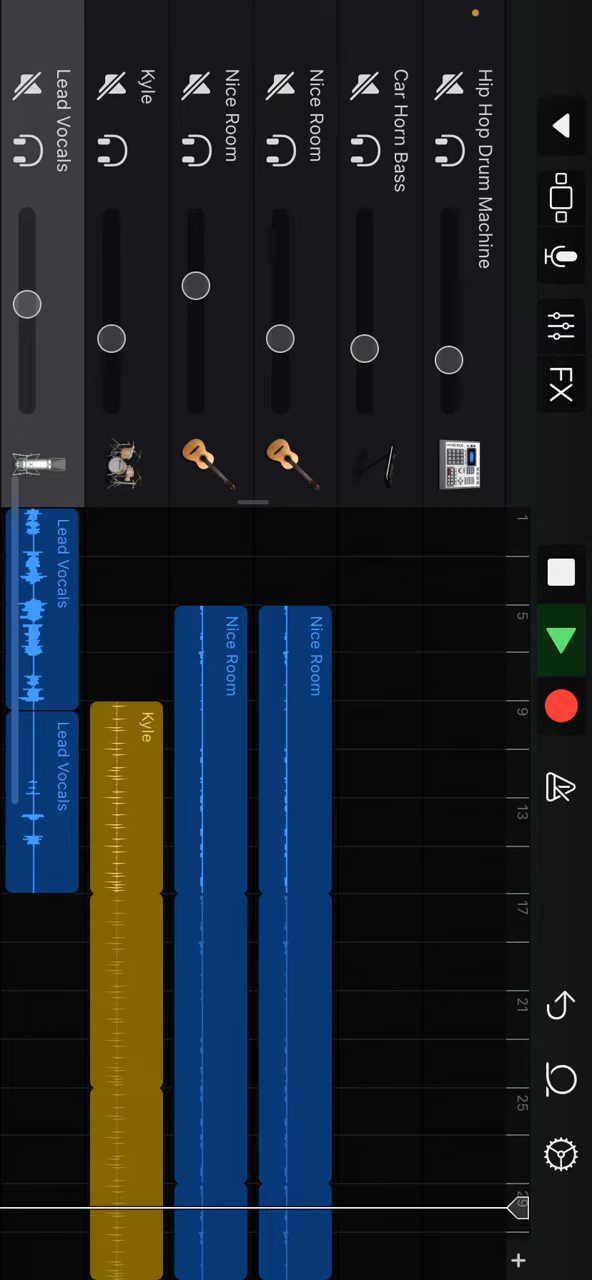 FX
1
5
9
13
17
21
25
29
+
Hip Hop Drum Machine
Car Horn Bass
Nice Room
Nice Room
Nice Room
Nice Room
Kyle
Kyle
Lead Vocals
Lead Vocals
Lead Vocals